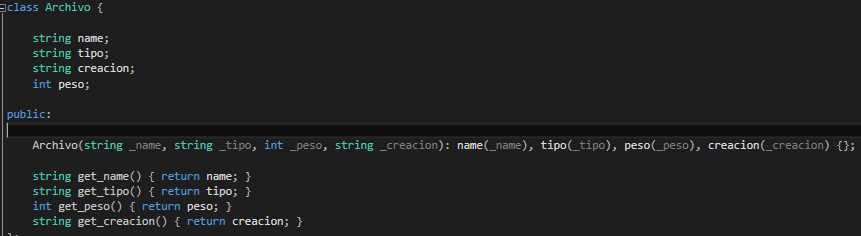 class Archivo {
string name;
string tipo;
string creacion;
int peso;
public:
Archivo(string _name, string _tipo, int _peso, string _creacion): name(_name), tipo(_tipo), peso(_peso), creacion(_creacion) {};
string get_name() { return name; }
string get_tipo() { return tipo; }
int get_peso() { return peso; }
string get_creacion() { return creacion; }
};